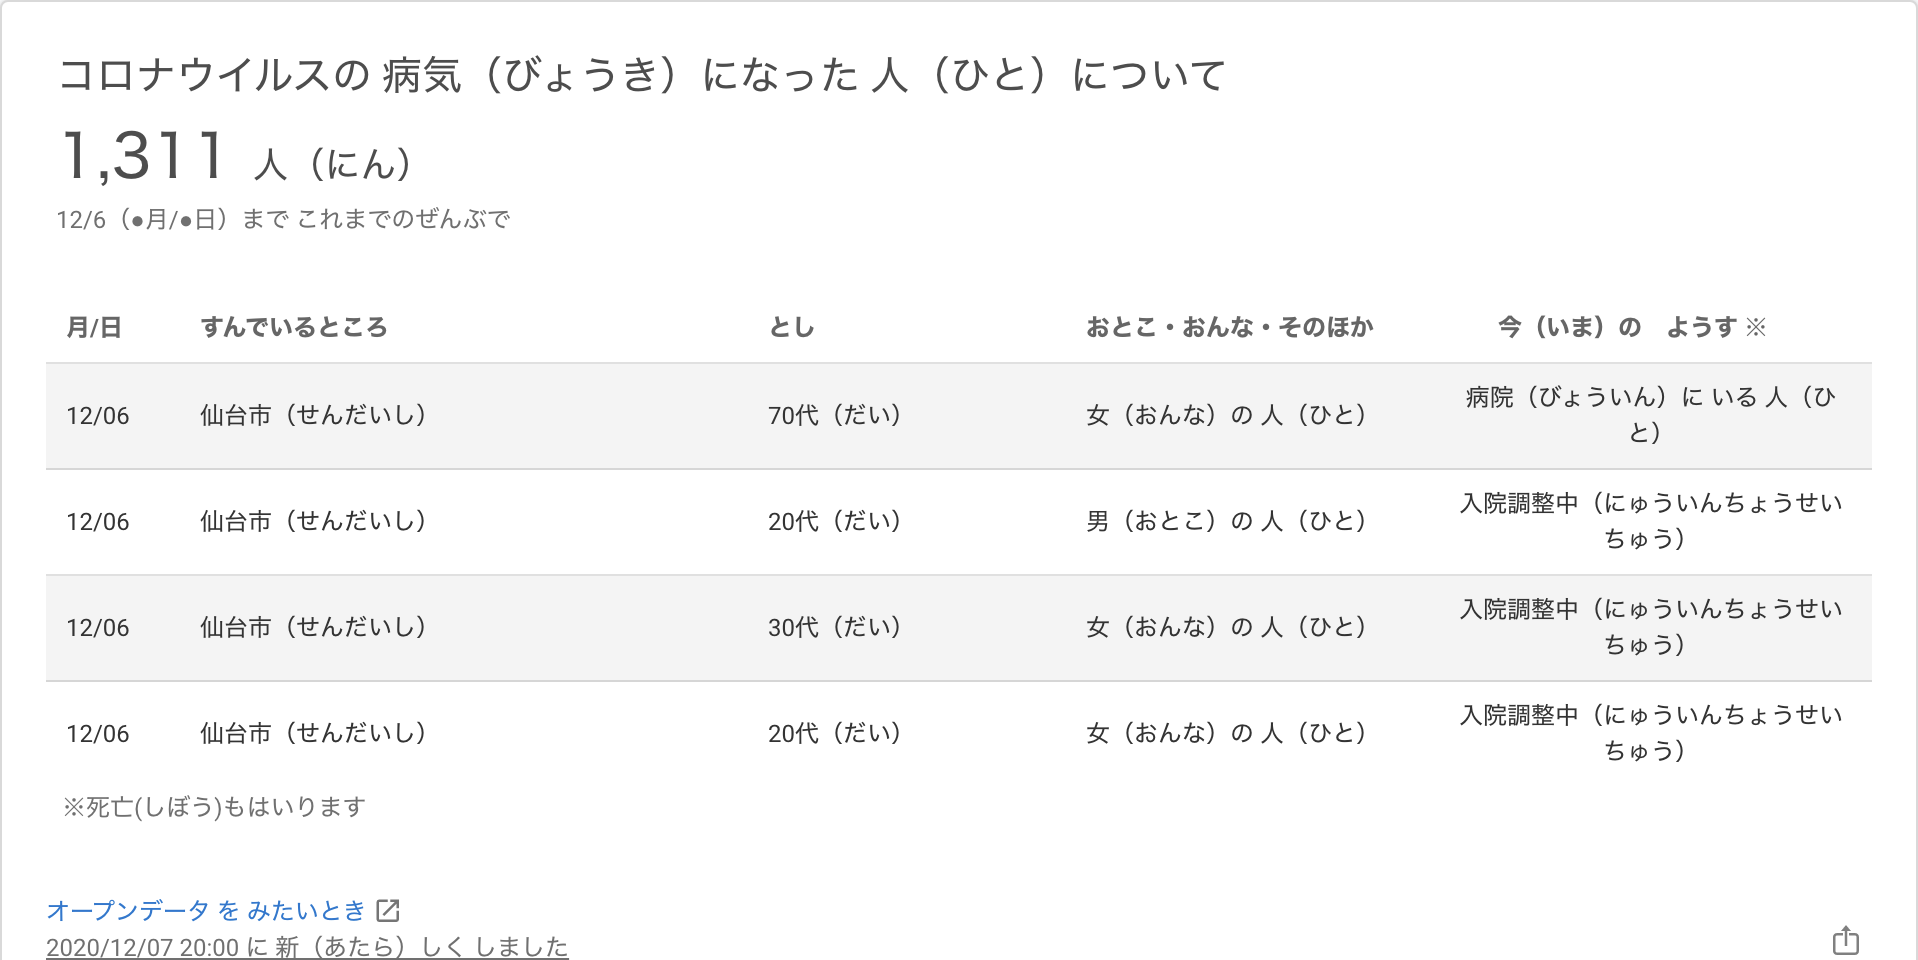 コロナウイルスの 病気（びょうき）になった 人（ひと）について
1,311 人（にん）
12/6（●月/●日）まで これまでのぜんぶで
月/日 すんでいるところ とし おとこ・おんな・そのほか 今（いま）の　ようす ※
12/06 仙台市（せんだいし） 70代（だい） 女（おんな）の 人（ひと） 病院（びょういん）に いる 人（ひ
と）
12/06 仙台市（せんだいし） 20代（だい） 男（おとこ）の 人（ひと） 入院調整中（にゅういんちょうせい
ちゅう）
12/06 仙台市（せんだいし） 30代（だい） 女（おんな）の 人（ひと） 入院調整中（にゅういんちょうせい
ちゅう）
12/06 仙台市（せんだいし） 20代（だい） 女（おんな）の 人（ひと） 入院調整中（にゅういんちょうせい
ちゅう）
※死亡(しぼう)もはいります
オープンデータ を みたいとき
2020/12/07 20:00 に 新（あたら）しく しました